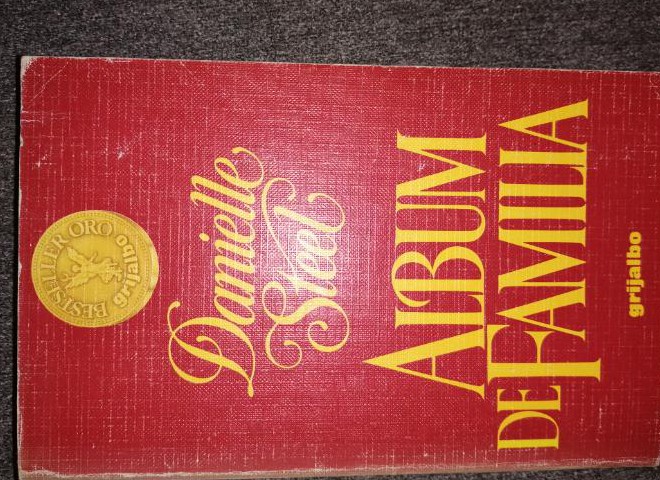 BESTSELLER ORO
grijalbo
Danielle
Steel
ALBUM
DE FAMILIA
grijalbo